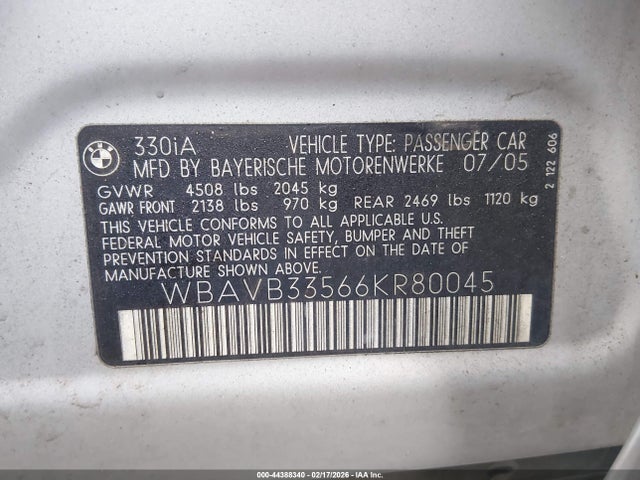 BMW
330iA VEHICLE TYPE: PASSENGER CAR
MFD BY BAYERISCHE MOTORENWERKE 07/05
GVWR 4508 lbs 2045 kg
GAWR FRONT 2138 lbs 970 kg REAR 2469 lbs 1120 kg
THIS VEHICLE CONFORMS TO ALL APPLICABLE U.S.
FEDERAL MOTOR VEHICLE SAFETY, BUMPER AND THEFT
PREVENTION STANDARDS IN EFFECT ON THE DATE OF
MANUFACTURE SHOWN ABOVE.
WBAVB33566KR80045
2 122 606
000-44388340 - 02/17/2026 - IAA Inc.